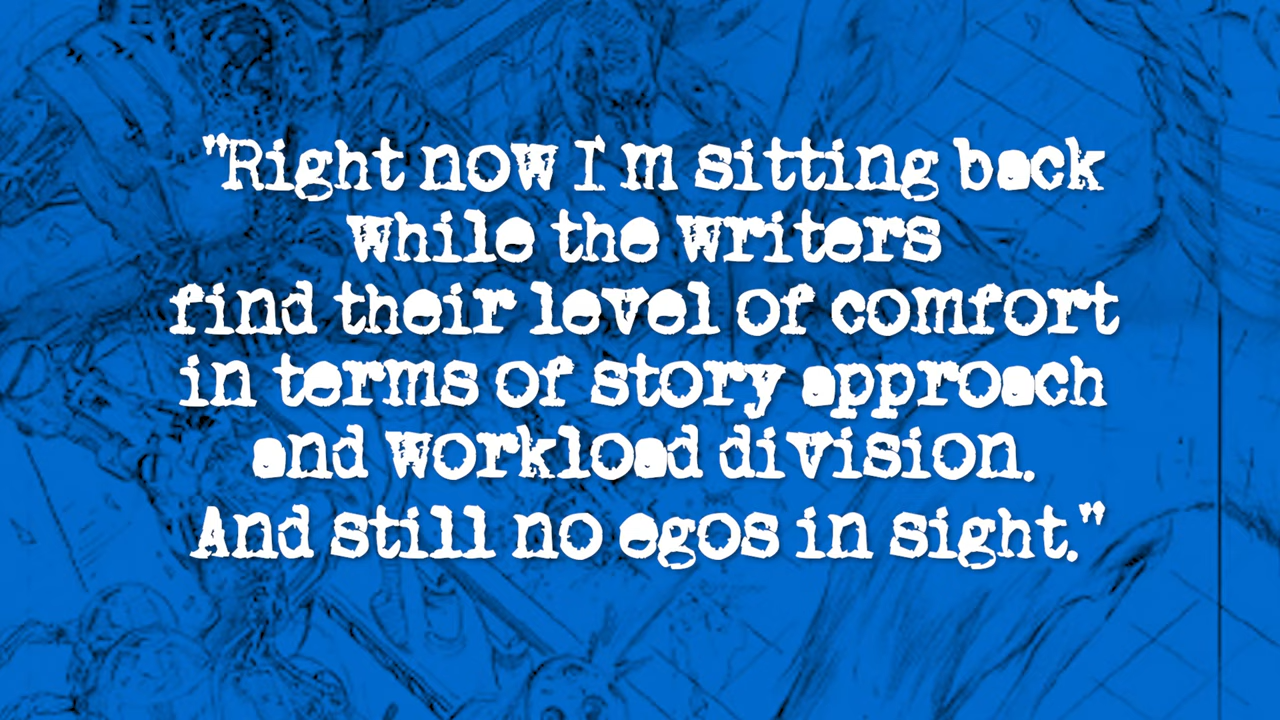 "Right now I'm sitting back
while the writers
find their level of comfort
in terms of story approach
and workload division.
And still no egos in sight."